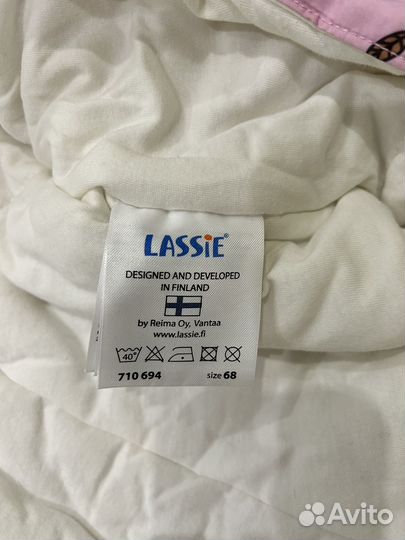 LASSiE®
DESIGNED AND DEVELOPED
IN FINLAND
by Reima Oy, Vantaa
www.lassie.fi
40°
710 694 size 68
Avito